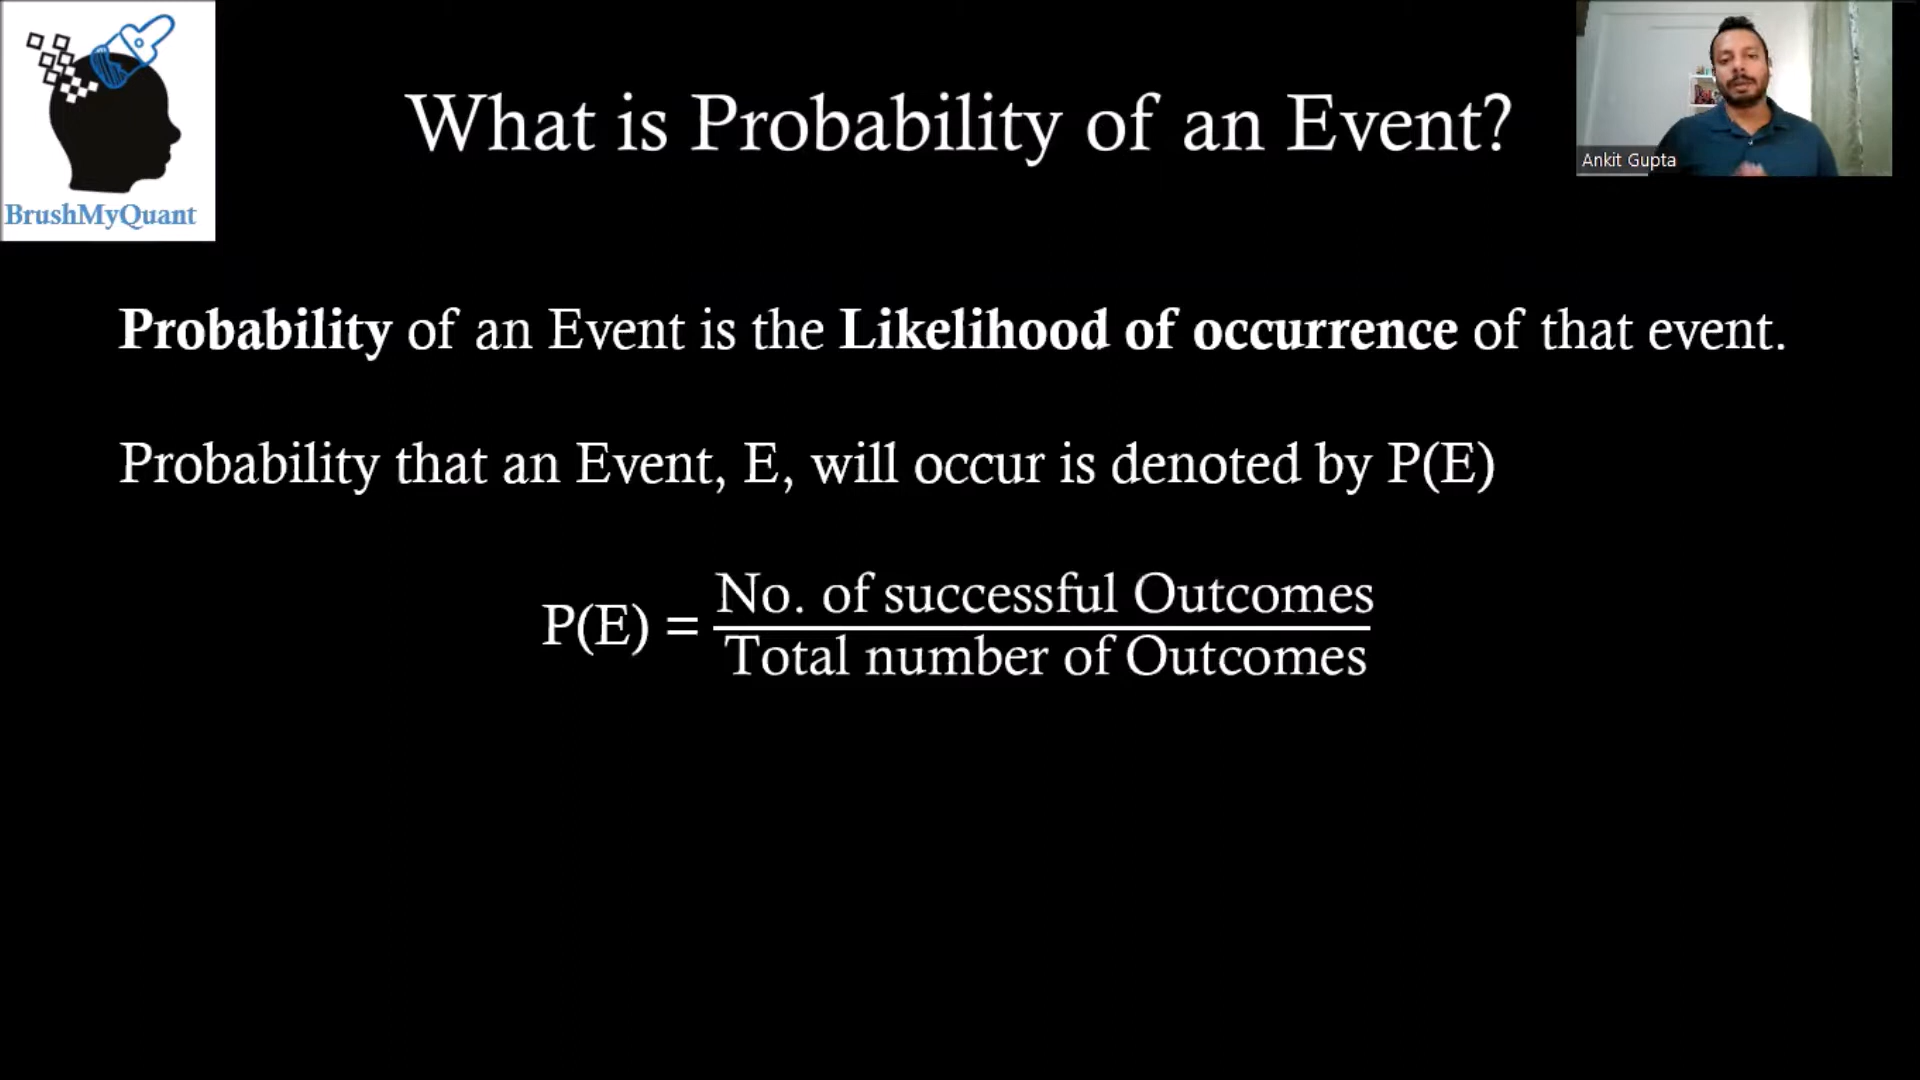 What is Probability of an Event?
Ankit Gupta
BrushMyQuant
Probability of an Event is the Likelihood of occurrence of that event.
Probability that an Event, E, will occur is denoted by P(E)
P(E) = No. of successful Outcomes
Total number of Outcomes